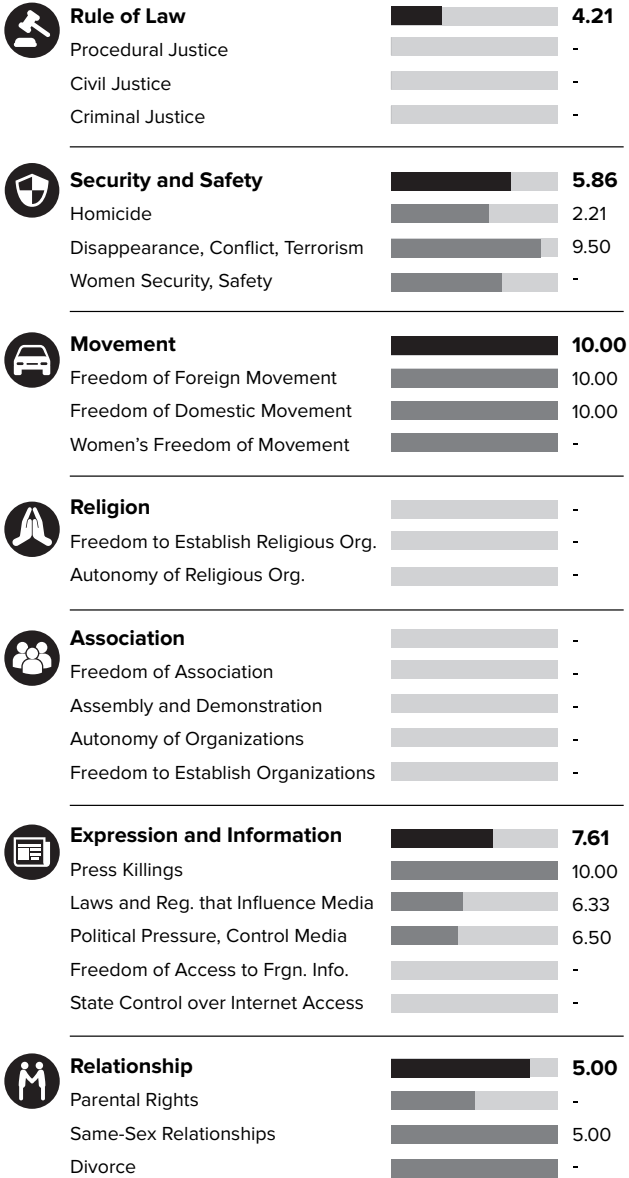 Rule of Law 4.21
Procedural Justice -
Civil Justice -
Criminal Justice -
Security and Safety 5.86
Homicide 2.21
Disappearance, Conflict, Terrorism 9.50
Women Security, Safety -
Movement 10.00
Freedom of Foreign Movement 10.00
Freedom of Domestic Movement 10.00
Women’s Freedom of Movement -
Religion -
Freedom to Establish Religious Org. -
Autonomy of Religious Org. -
Association -
Freedom of Association -
Assembly and Demonstration -
Autonomy of Organizations -
Freedom to Establish Organizations -
Expression and Information 7.61
Press Killings 10.00
Laws and Reg. that Influence Media 6.33
Political Pressure, Control Media 6.50
Freedom of Access to Frgn. Info. -
State Control over Internet Access -
Relationship 5.00
Parental Rights -
Same-Sex Relationships 5.00
Divorce -